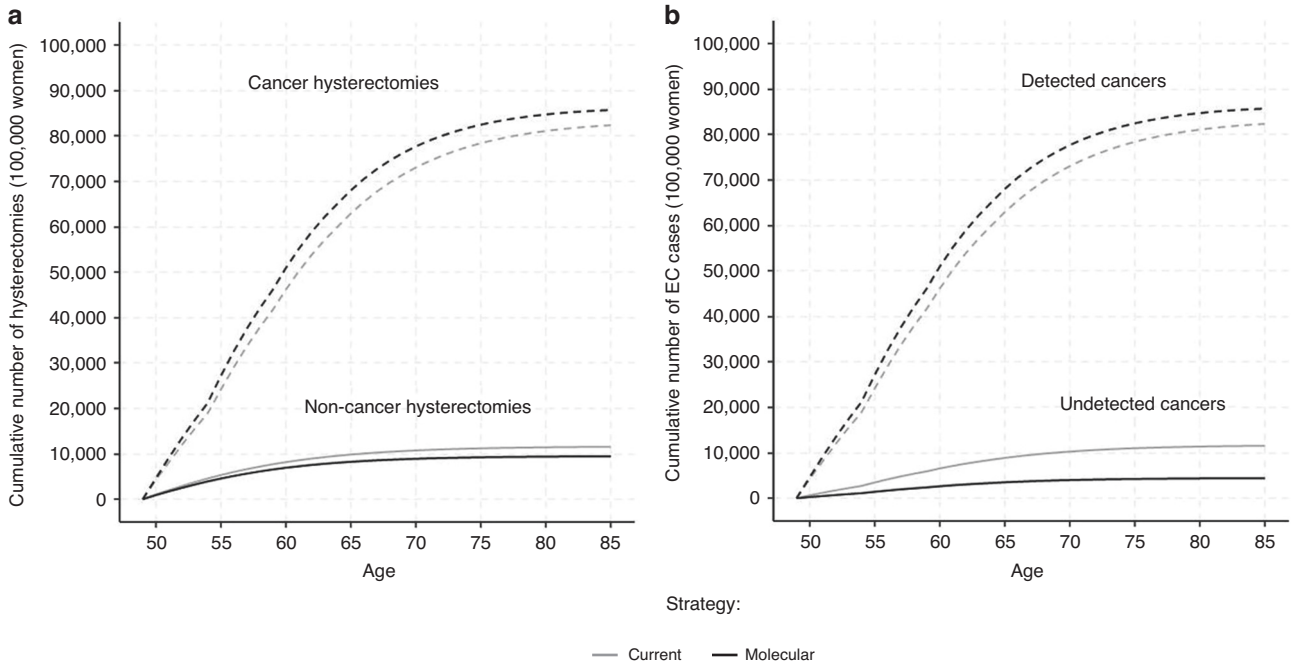 a
Cumulative number of hysterectomies (100,000 women)
100,000
90,000
80,000
70,000
60,000
50,000
40,000
30,000
20,000
10,000
0
Cancer hysterectomies
Non-cancer hysterectomies
50 55 60 65 70 75 80 85
Age
b
Cumulative number of EC cases (100,000 women)
100,000
90,000
80,000
70,000
60,000
50,000
40,000
30,000
20,000
10,000
0
Detected cancers
Undetected cancers
50 55 60 65 70 75 80 85
Age
Strategy:
Current Molecular